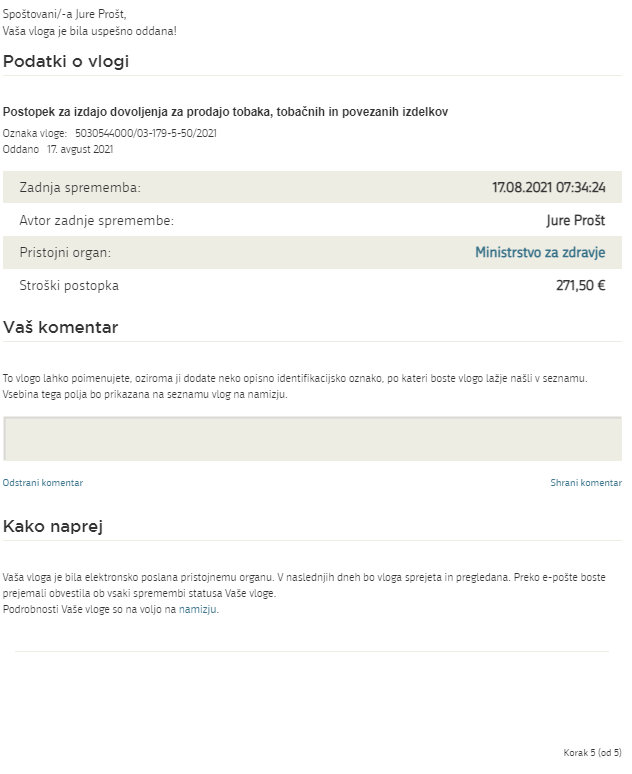 Spoštovani/-a Jure Prošt,
Vaša vloga je bila uspešno oddana!
Podatki o vlogi
Postopek za izdajo dovoljenja za prodajo tobaka, tobačnih in povezanih izdelkov
Oznaka vloge: 5030544000/03-179-5-50/2021
Oddano 17. avgust 2021
Zadnja sprememba: 17.08.2021 07:34:24
Avtor zadnje spremembe: Jure Prošt
Pristojni organ: Ministrstvo za zdravje
Stroški postopka 271,50 €
Vaš komentar
To vlogo lahko poimenujete, oziroma ji dodate neko opisno identifikacijsko oznako, po kateri boste vlogo lažje našli v seznamu.
Vsebina tega polja bo prikazana na seznamu vlog na namizju.
Odstrani komentar Shrani komentar
Kako naprej
Vaša vloga je bila elektronsko poslana pristojnemu organu. V naslednjih dneh bo vloga sprejeta in pregledana. Preko e-pošte boste
prejemali obvestila ob vsaki spremembi statusa Vaše vloge.
Podrobnosti Vaše vloge so na voljo na namizju.
Korak 5 (od 5)